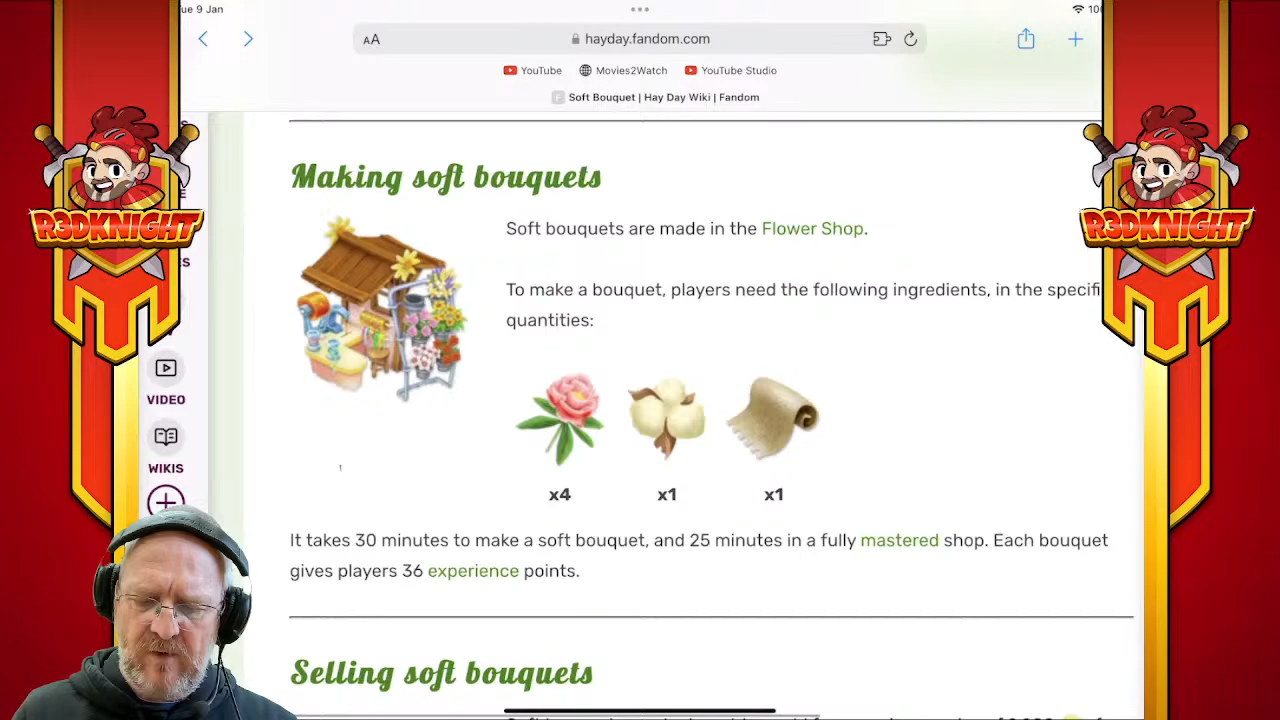 ue 9 Jan
AA
hayday.fandom.com
YouTube
Movies2Watch
YouTube Studio
Soft Bouquet | Hay Day Wiki | Fandom
R3DKNIGHT
R3DKNIGHT
Making soft bouquets
Soft bouquets are made in the Flower Shop.
To make a bouquet, players need the following ingredients, in the specifi
quantities:
VIDEO
WIKIS
x4
x1
x1
It takes 30 minutes to make a soft bouquet, and 25 minutes in a fully mastered shop. Each bouquet
gives players 36 experience points.
Selling soft bouquets